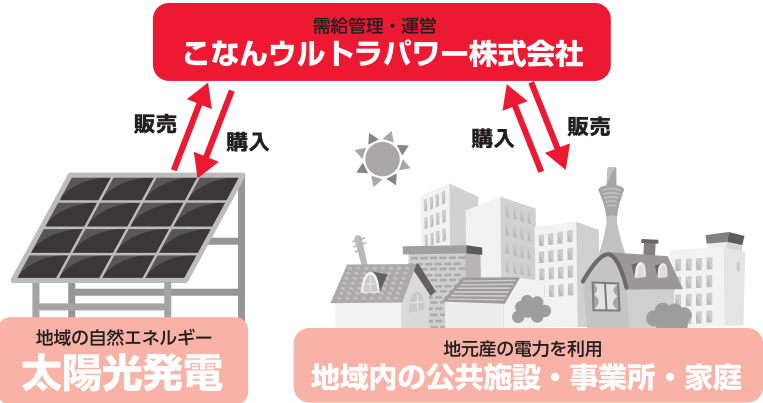 需給管理・運営
こなんウルトラパワー株式会社
販売
購入
購入
販売
地域の自然エネルギー
太陽光発電
地元産の電力を利用
地域内の公共施設・事業所・家庭